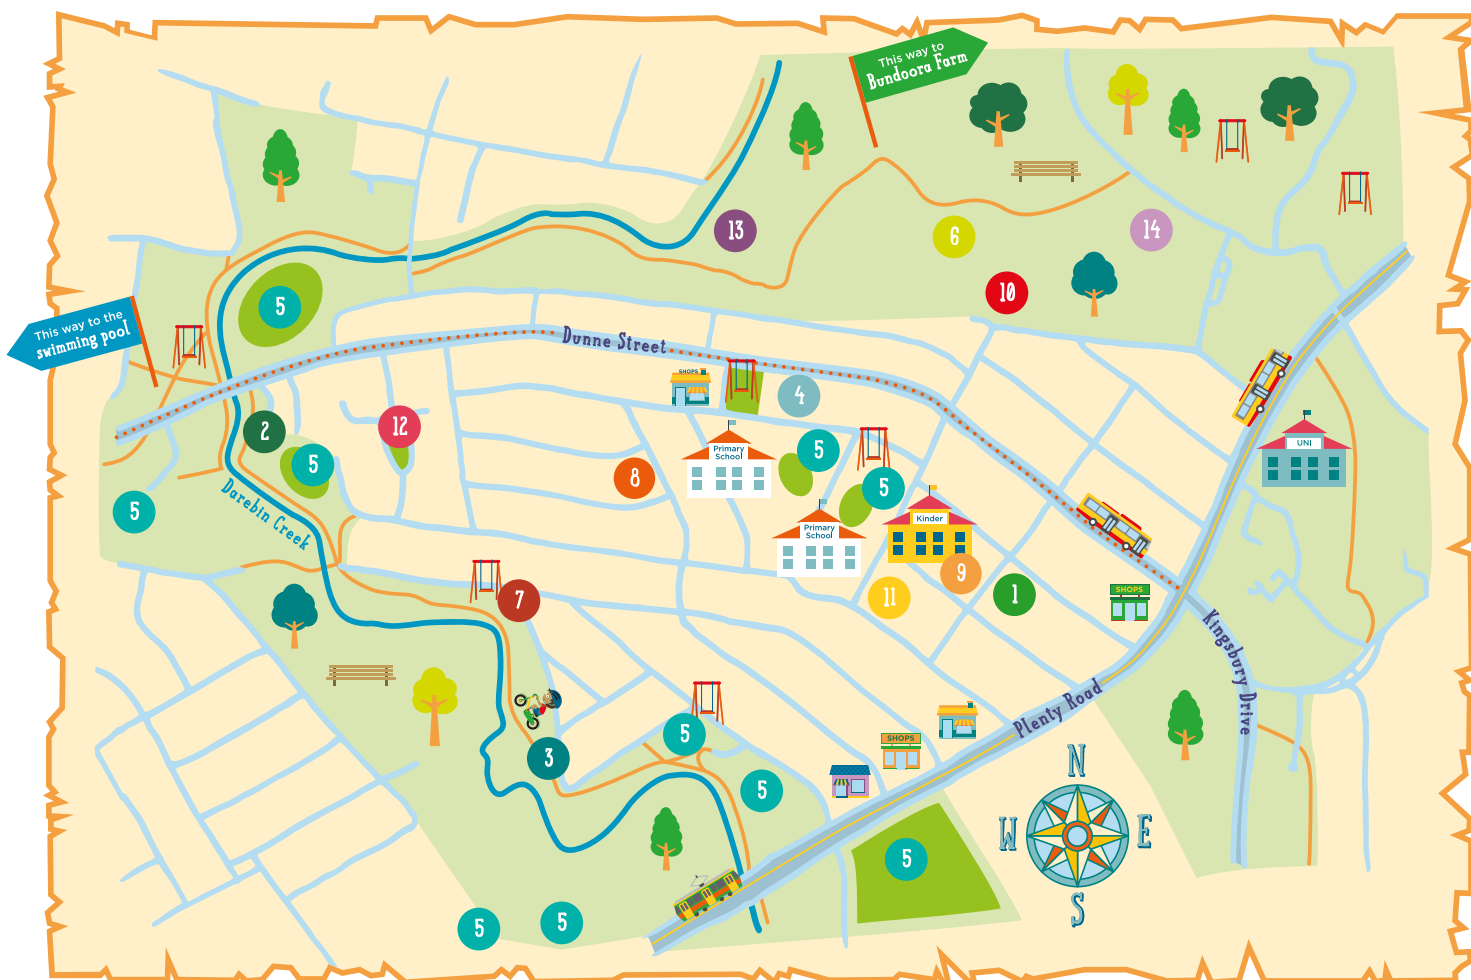 This way to
Bundoora Farm
13
6
14
10
5
This way to the
swimming pool
Dunne Street
SHOPS
4
2
12
5
Primary
School
5
8
5
5
UNI
Primary
School
Kinder
Darebin Creek
9
11
1
SHOPS
7
Kingsbury Drive
Plenty Road
5
SHOPS
3
5
N
W
E
S
5
5
5